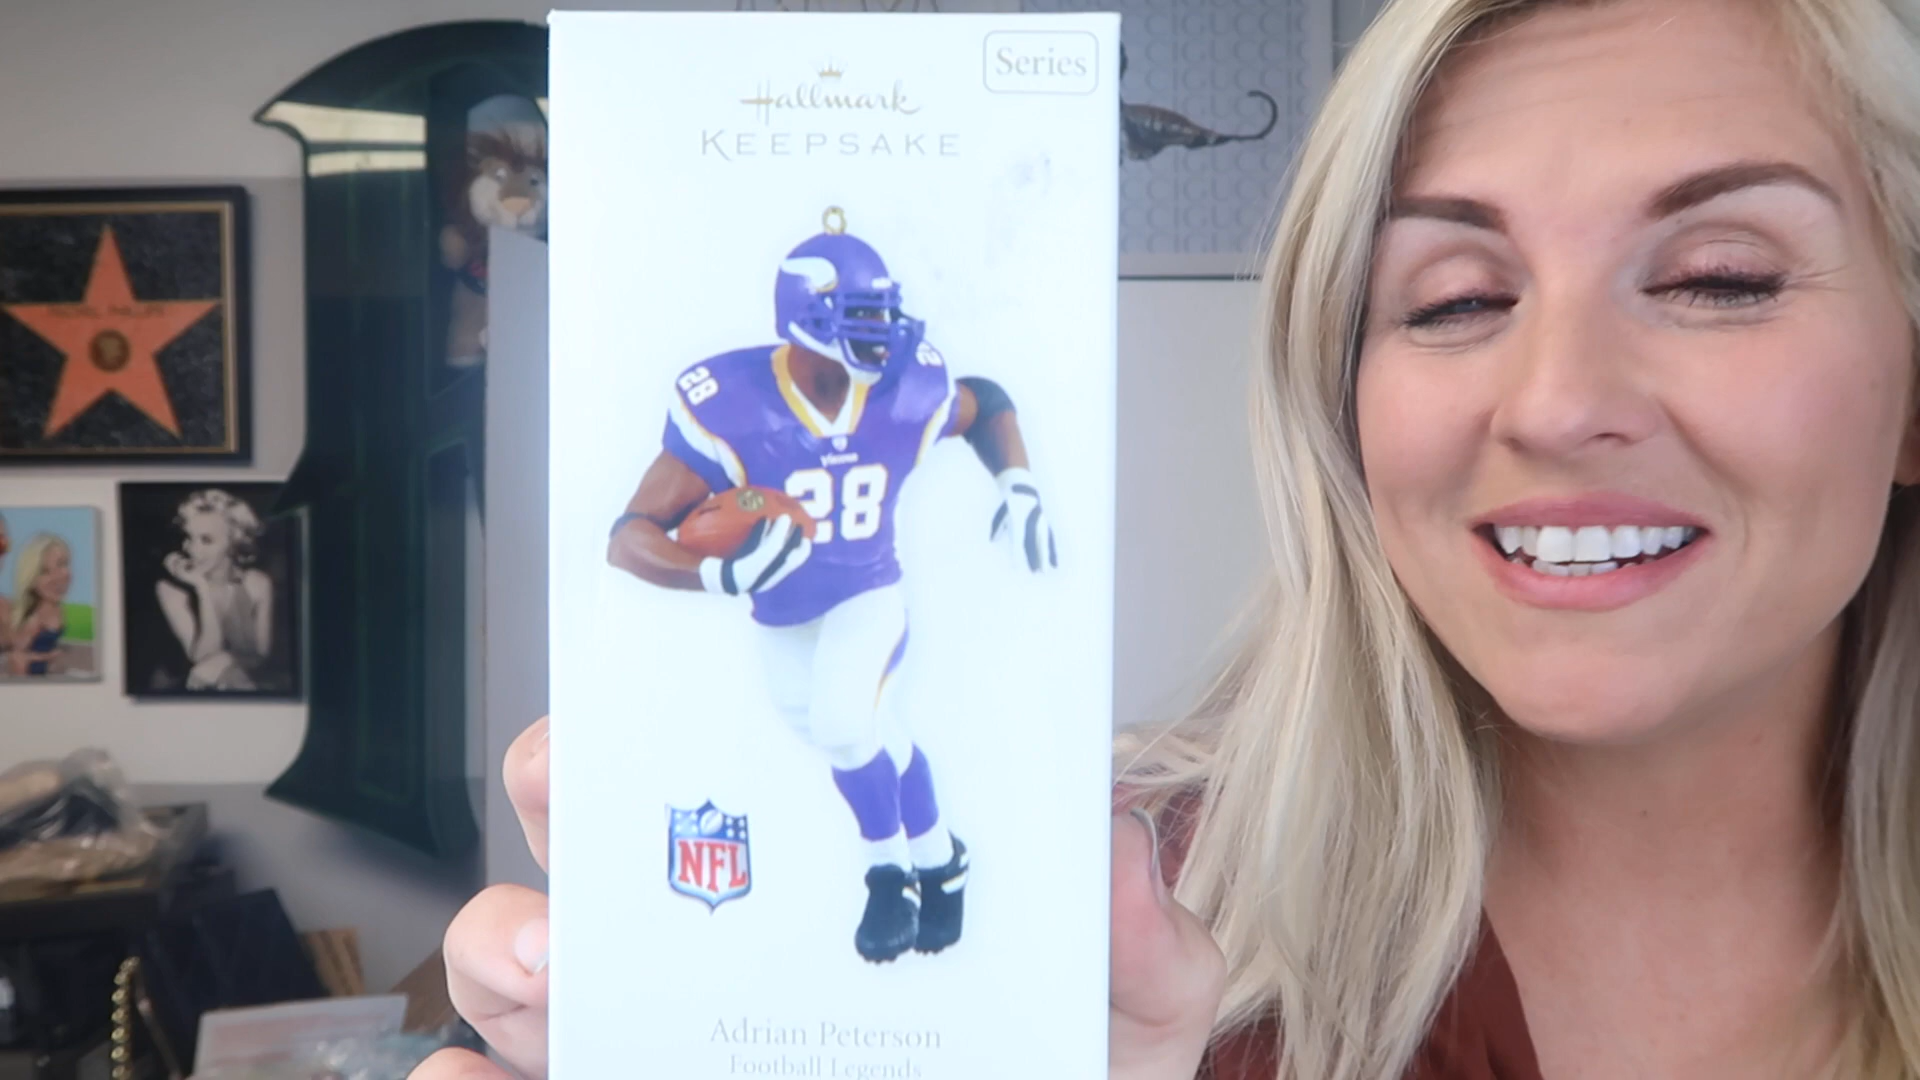 Series
Hallmark
KEEPSAKE
28
28
Vikings
28
NFL
Adrian Peterson
Football Legends